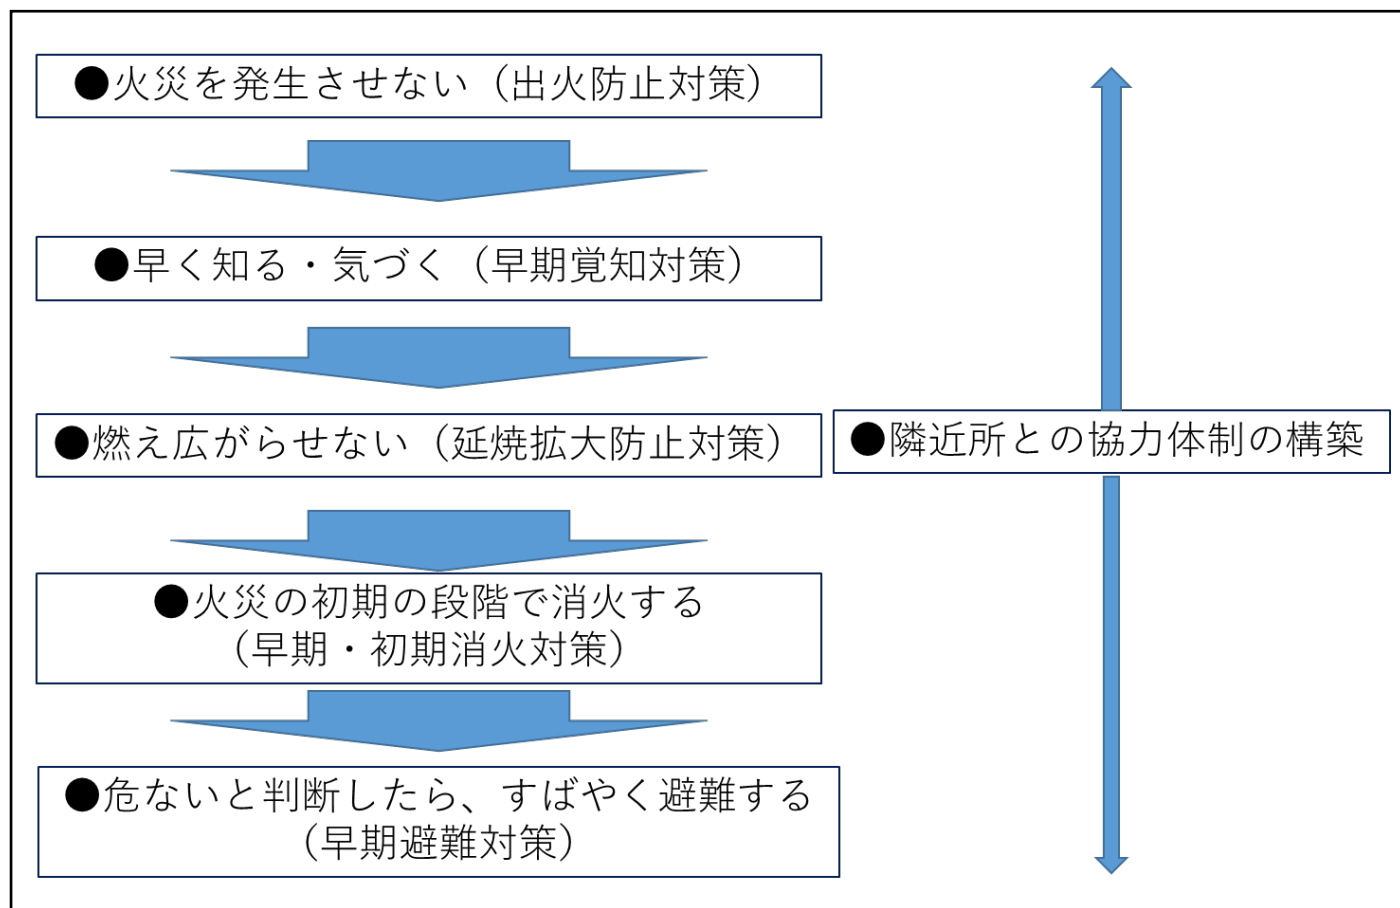 ●火災を発生させない（出火防止対策）
●早く知る・気づく（早期覚知対策）
●燃え広がらせない（延焼拡大防止対策）
●隣近所との協力体制の構築
●火災の初期の段階で消火する
（早期・初期消火対策）
●危ないと判断したら、すばやく避難する
（早期避難対策）